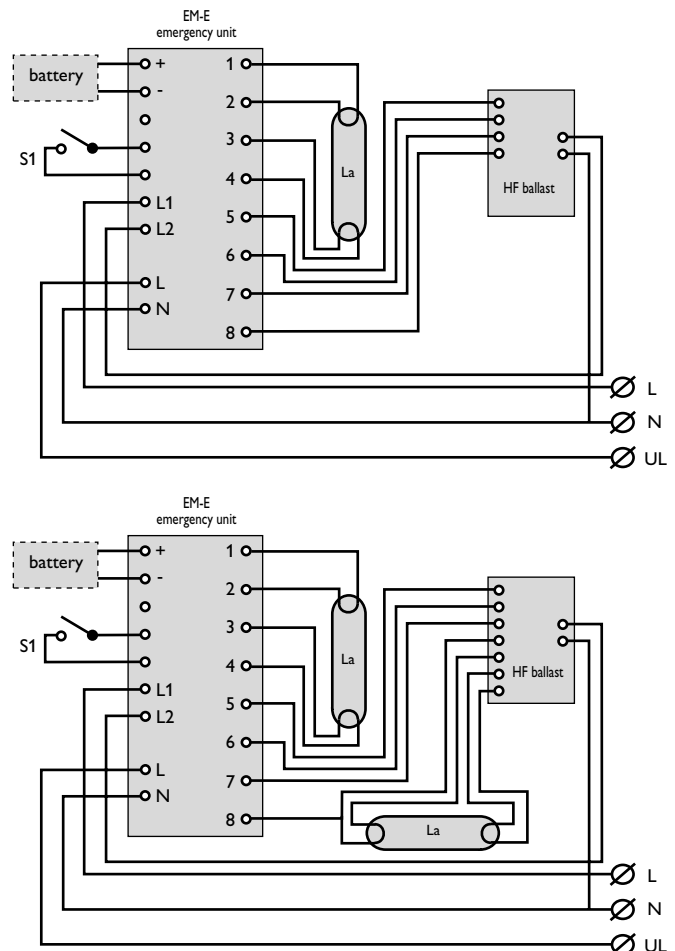 EM-E
emergency unit
battery
+
-
S1
L1
L2
L
N
1
2
3
4
5
6
7
8
La
HF ballast
L
N
UL
EM-E
emergency unit
battery
+
-
S1
L1
L2
L
N
1
2
3
4
5
6
7
8
La
La
HF ballast
L
N
UL